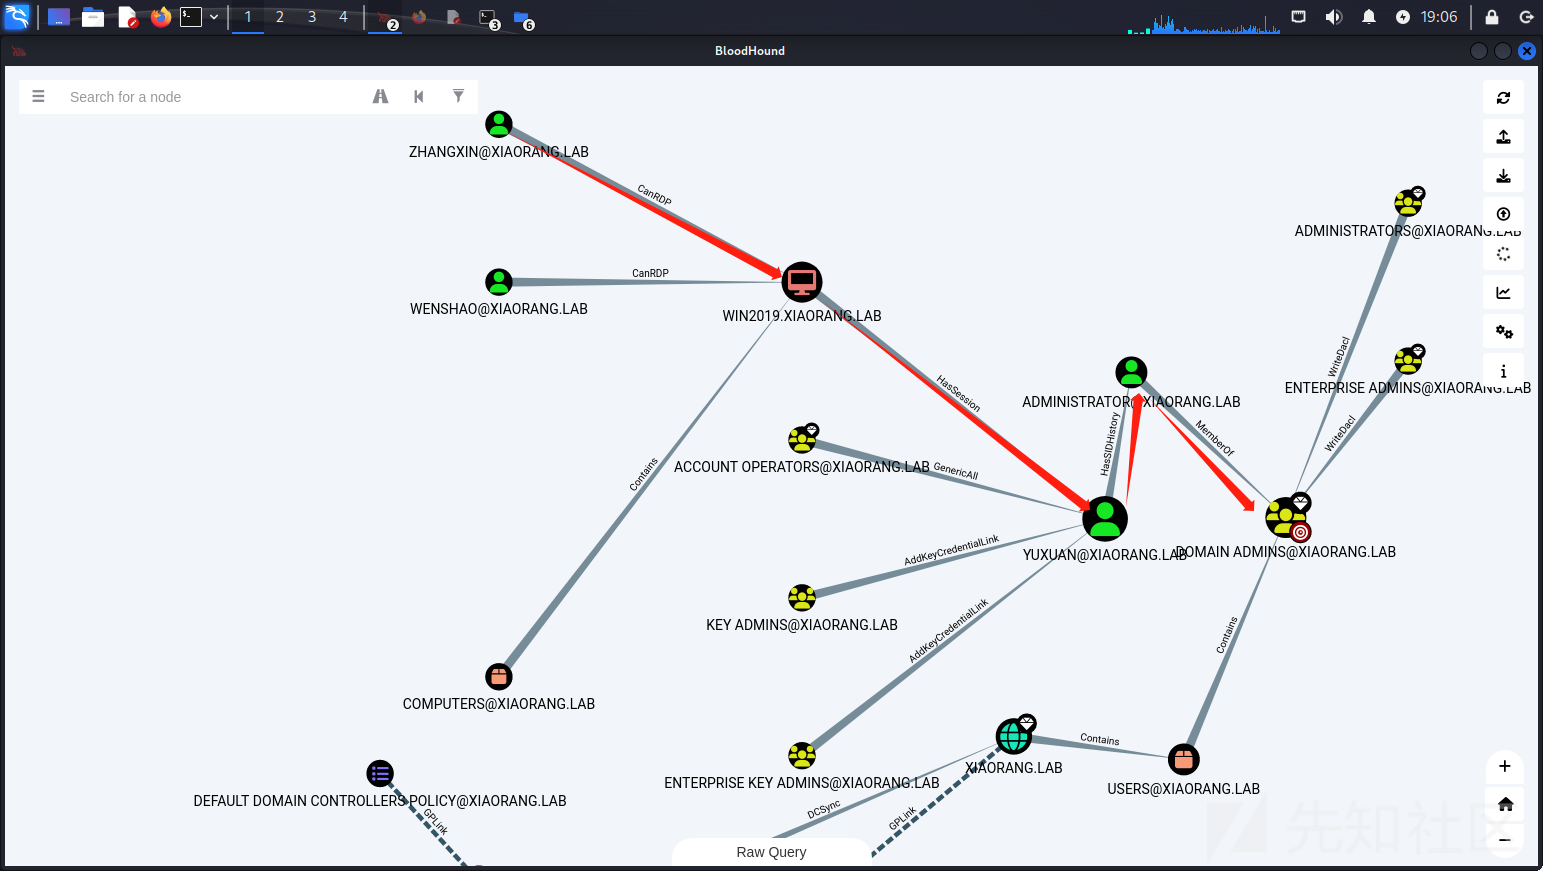 1 2 3 4
2
3
6
19:06
BloodHound
Search for a node
ZHANGXIN@XIAORANG.LAB
CanRDP
ADMINISTRATORS@XIAORANG.LAB
CanRDP
WENSHAO@XIAORANG.LAB
WIN2019.XIAORANG.LAB
WriteDacl
ENTERPRISE ADMINS@XIAORANG.LAB
HasSession
ADMINISTRATOR@XIAORANG.LAB
WriteDacl
MemberOf
HasSIDHistory
ACCOUNT OPERATORS@XIAORANG.LAB
GenericAll
Contains
AddKeyCredentialLink
YUXUAN@XIAORANG.LAB
DOMAIN ADMINS@XIAORANG.LAB
KEY ADMINS@XIAORANG.LAB
AddKeyCredentialLink
Contains
COMPUTERS@XIAORANG.LAB
Contains
XIAORANG.LAB
ENTERPRISE KEY ADMINS@XIAORANG.LAB
USERS@XIAORANG.LAB
DEFAULT DOMAIN CONTROLLERS POLICY@XIAORANG.LAB
GPLink
DCSync
GPLink
Raw Query
先知社区